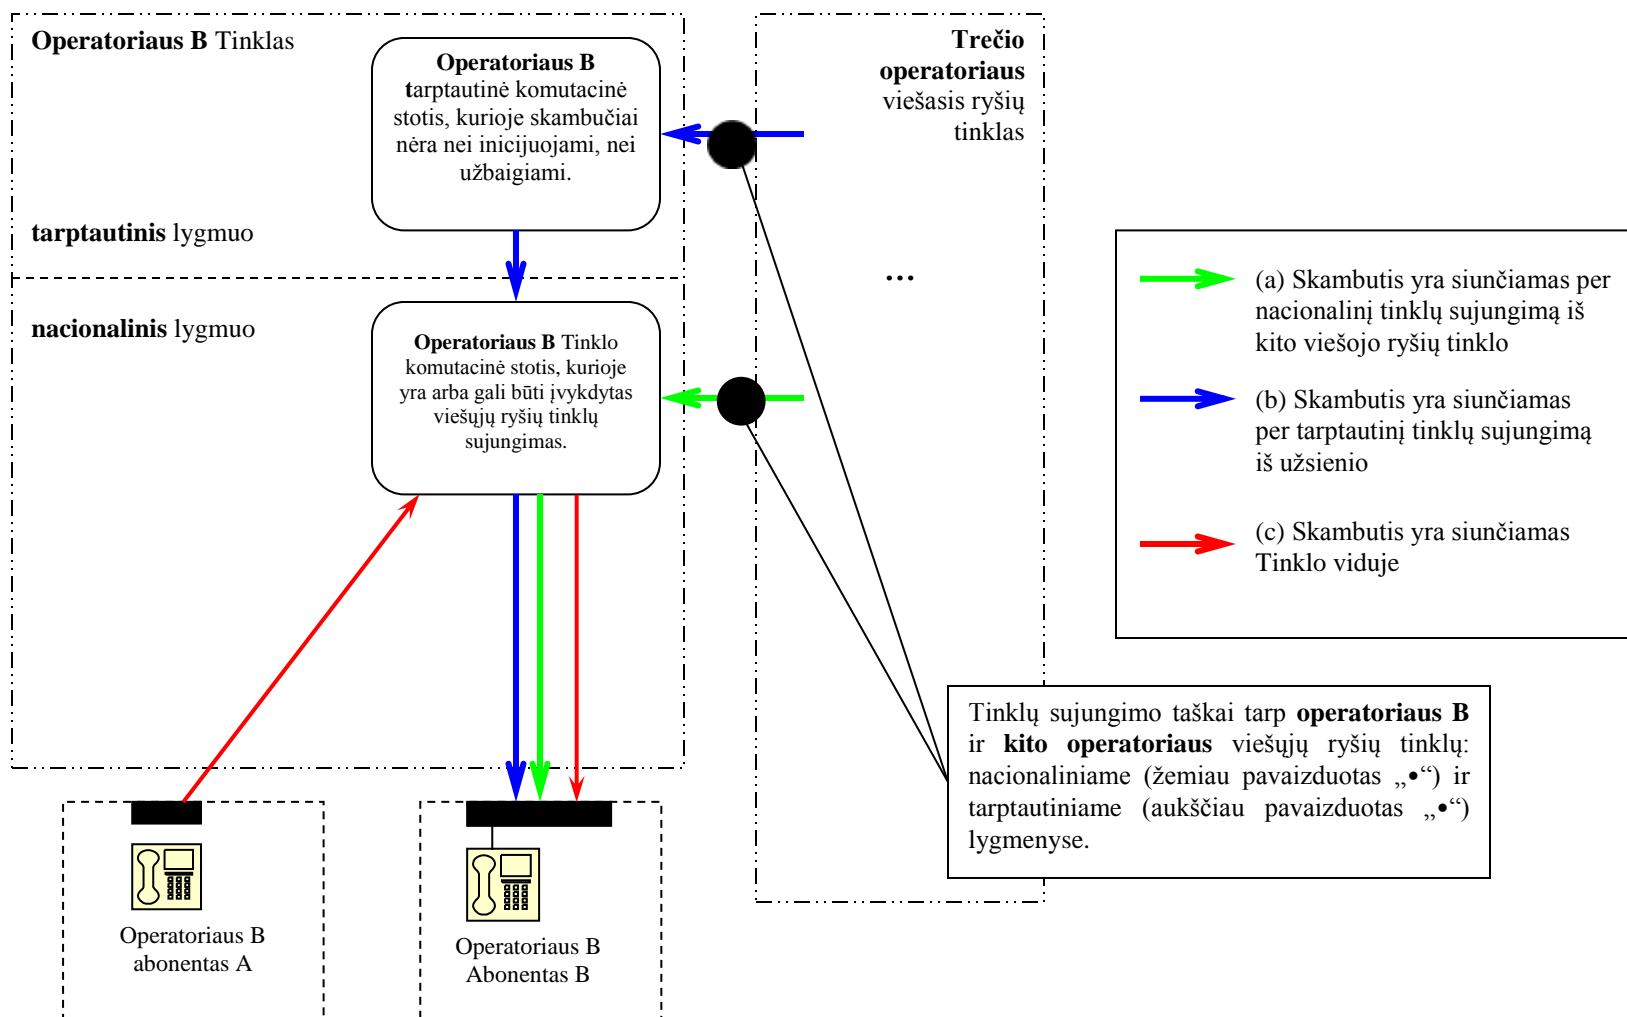 Operatoriaus B Tinklas
Operatoriaus B
tarptautinė komutacinė
stotis, kurioje skambučiai
nėra nei inicijuojami, nei
užbaigiami.
tarptautinis lygmuo
Trečio
operatoriaus
viešasis ryšių
tinklas
...
nacionalinis lygmuo
Operatoriaus B Tinklo
komutacinė stotis, kurioje
yra arba gali būti įvykdytas
viešųjų ryšių tinklų
sujungimas.
(a) Skambutis yra siunčiamas per
nacionalinį tinklų sujungimą iš
kito viešojo ryšių tinklo
(b) Skambutis yra siunčiamas
per tarptautinį tinklų sujungimą
iš užsienio
(c) Skambutis yra siunčiamas
Tinklo viduje
Tinklų sujungimo taškai tarp operatoriaus B
ir kito operatoriaus viešųjų ryšių tinklų:
nacionaliniame (žemiau pavaizduotas „•“) ir
tarptautiniame (aukščiau pavaizduotas „•“)
lygmenyse.
Operatoriaus B
abonentas A
Operatoriaus B
Abonentas B